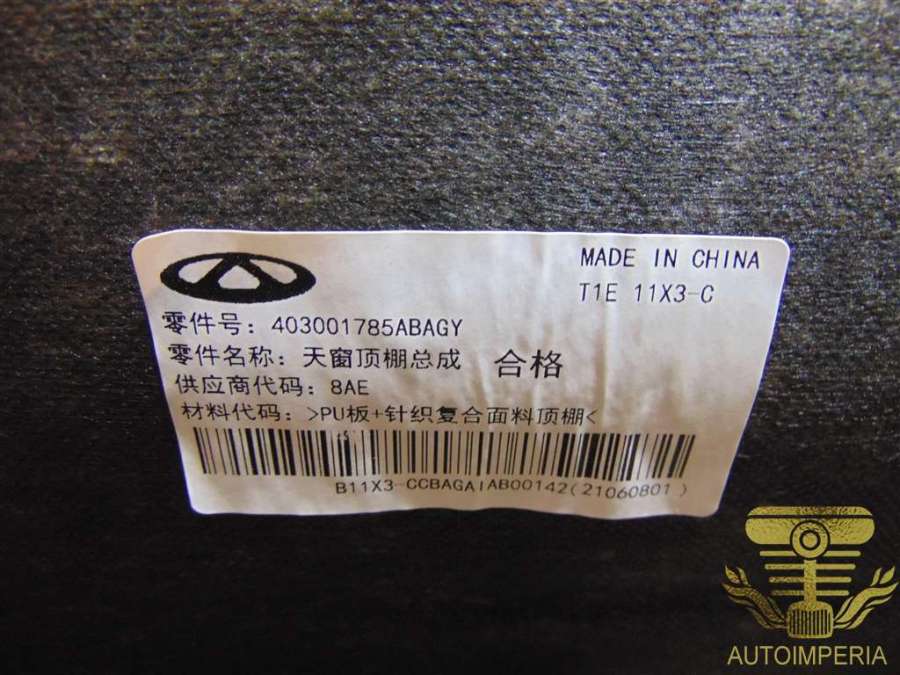 MADE IN CHINA
T1E 11X3-C
零件号: 403001785ABAGY
零件名称: 天窗顶棚总成 合格
供应商代码: 8AE
材料代码: >PU板+针织复合面料顶棚<
B11X3-CCBAGAIAB00142(21060801)
AUTOIMPERIA